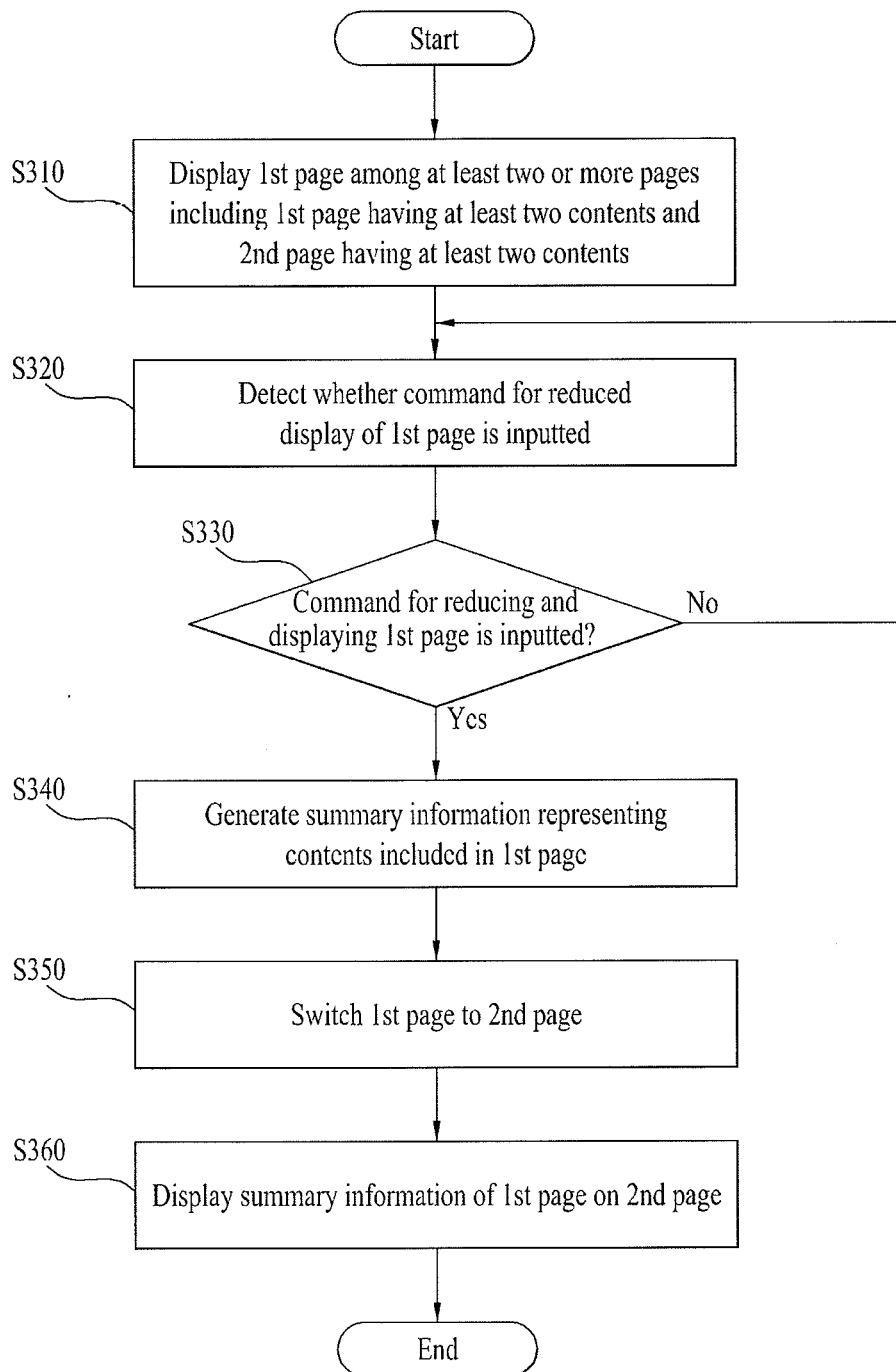 Start
S310
Display 1st page among at least two or more pages
including 1st page having at least two contents and
2nd page having at least two contents
S320
Detect whether command for reduced
display of 1st page is inputted
S330
Command for reducing and
displaying 1st page is inputted?
No
Yes
S340
Generate summary information representing
contents included in 1st page
S350
Switch 1st page to 2nd page
S360
Display summary information of 1st page on 2nd page
End